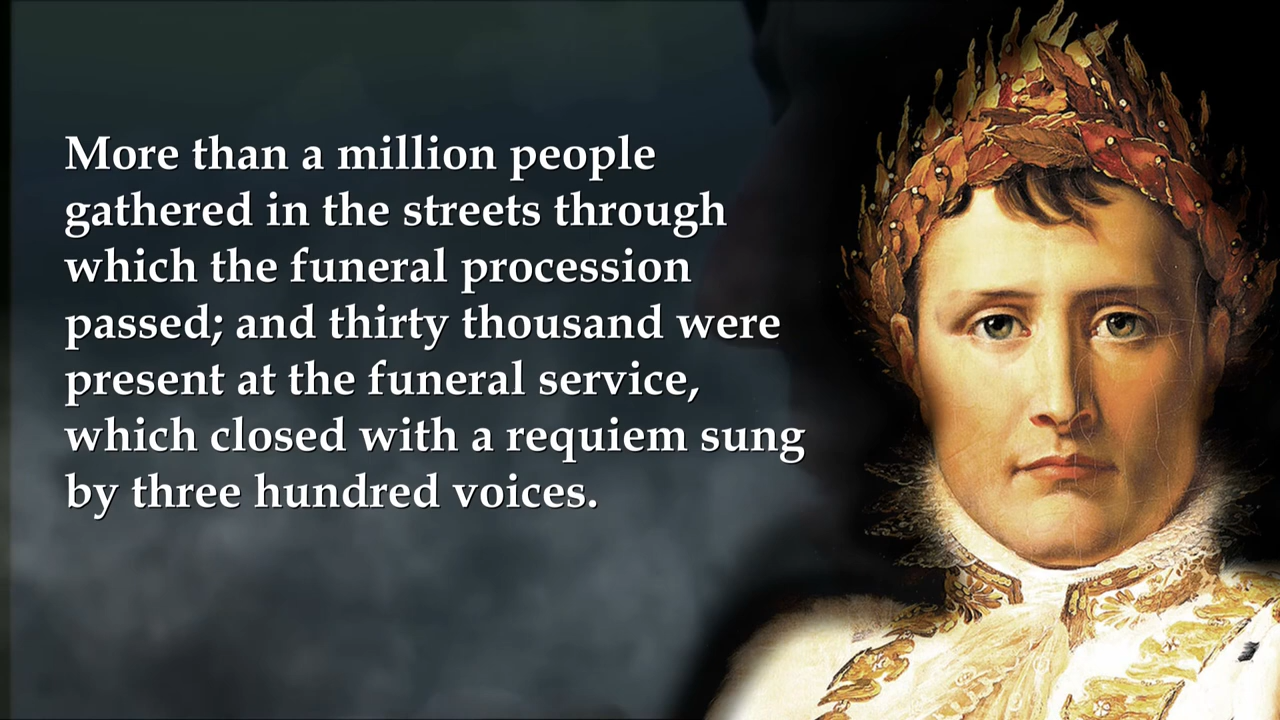 More than a million people
gathered in the streets through
which the funeral procession
passed; and thirty thousand were
present at the funeral service,
which closed with a requiem sung
by three hundred voices.